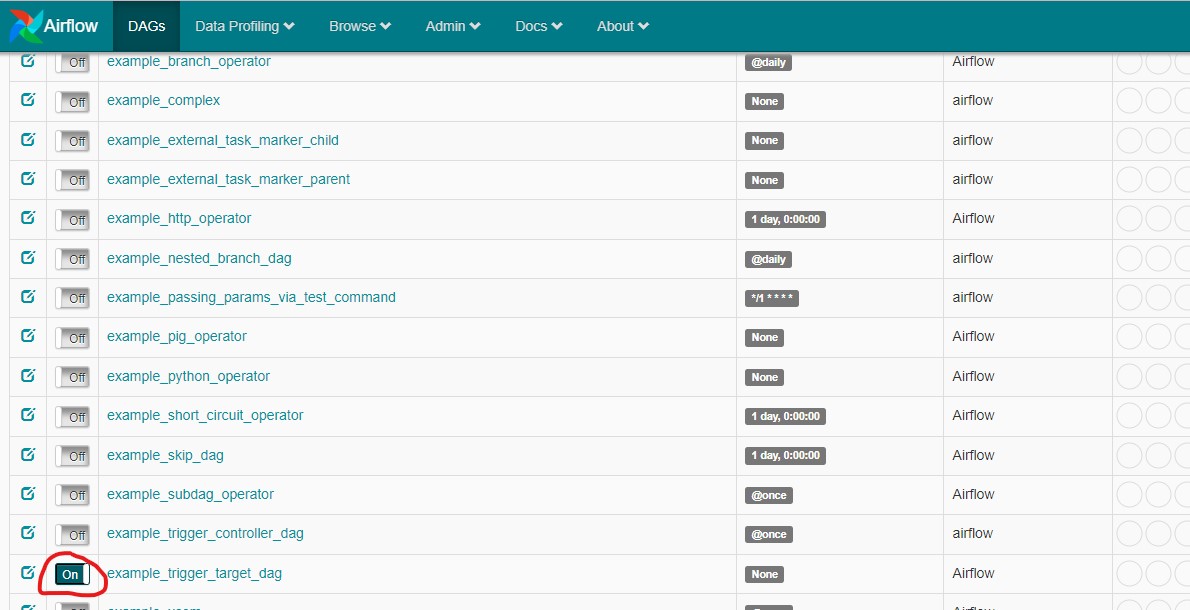 Airflow DAGs Data Profiling Browse Admin Docs About
Off example_branch_operator @daily Airflow
Off example_complex None airflow
Off example_external_task_marker_child None airflow
Off example_external_task_marker_parent None airflow
Off example_http_operator 1 day, 0:00:00 Airflow
Off example_nested_branch_dag @daily airflow
Off example_passing_params_via_test_command */1 * * * * airflow
Off example_pig_operator None Airflow
Off example_python_operator None Airflow
Off example_short_circuit_operator 1 day, 0:00:00 Airflow
Off example_skip_dag 1 day, 0:00:00 Airflow
Off example_subdag_operator @once Airflow
Off example_trigger_controller_dag @once airflow
On example_trigger_target_dag None Airflow